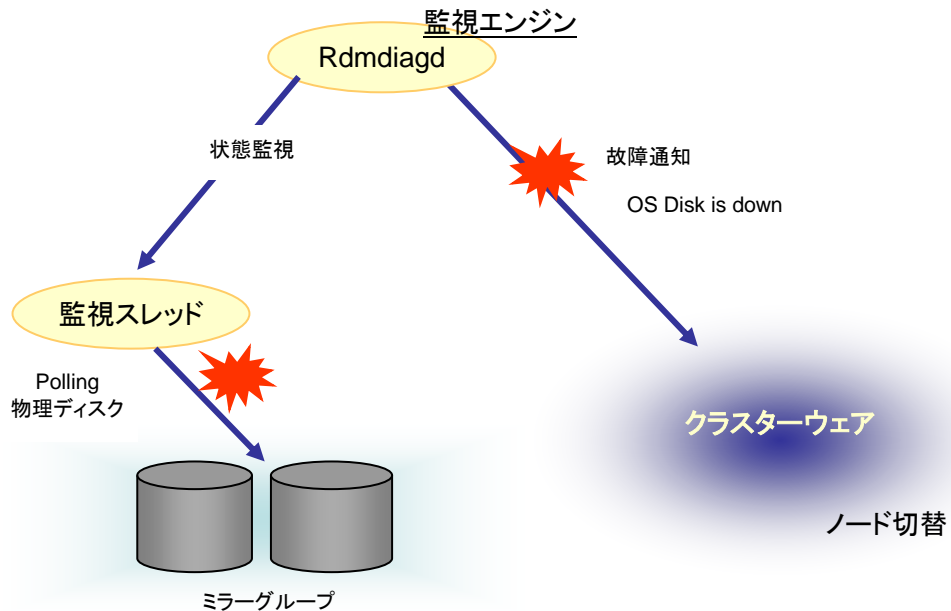 監視エンジン
Rdmdiagd
状態監視
故障通知
OS Disk is down
監視スレッド
Polling
物理ディスク
クラスターウェア
ノード切替
ミラーグループ